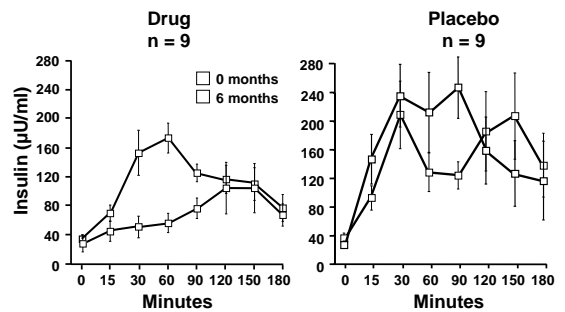 Drug
n = 9
Placebo
n = 9
Insulin (µU/ml)
280
240
200
160
120
80
40
0
0 months
6 months
0 15 30 60 90 120 150 180
Minutes
280
240
200
160
120
80
40
0
0 15 30 60 90 120 150 180
Minutes